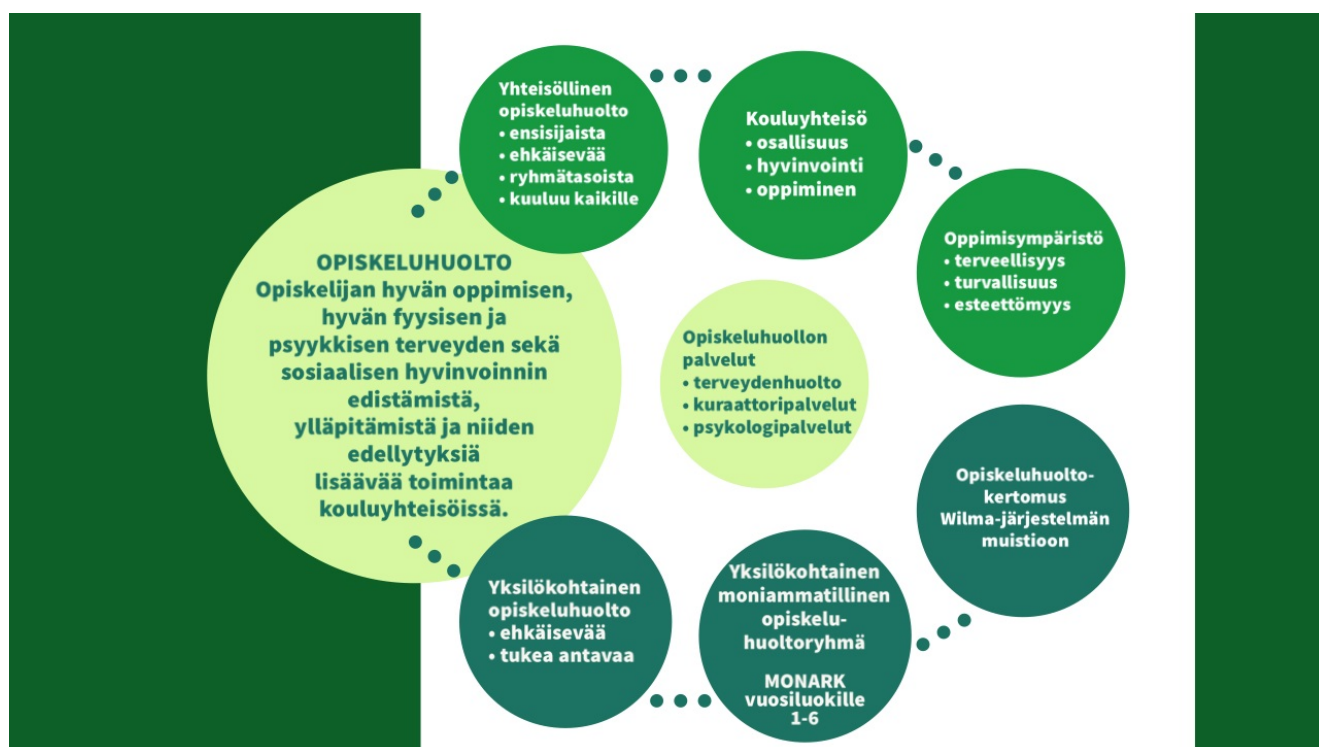 OPISKELUHUOLTO
Opiskelijan hyvän oppimisen,
hyvän fyysisen ja
psyykkisen terveyden sekä
sosiaalisen hyvinvoinnin
edistämistä,
ylläpitämistä ja niiden
edellytyksiä
lisäävää toimintaa
kouluyhteisöissä.
Yhteisöllinen
opiskeluhuolto
• ensisijaista
• ehkäisevää
• ryhmätasoista
• kuuluu kaikille
Kouluyhteisö
• osallisuus
• hyvinvointi
• oppiminen
Oppimisympäristö
• terveellisyys
• turvallisuus
• esteettömyys
Opiskeluhuollon
palvelut
• terveydenhuolto
• kuraattoripalvelut
• psykologipalvelut
Yksilökohtainen
opiskeluhuolto
• ehkäisevää
• tukea antavaa
Yksilökohtainen
moniammatillinen
opiskelu-
huoltoryhmä
MONARK
vuosiluokille
1-6
Opiskeluhuolto-
kertomus
Wilma-järjestelmän
muistioon